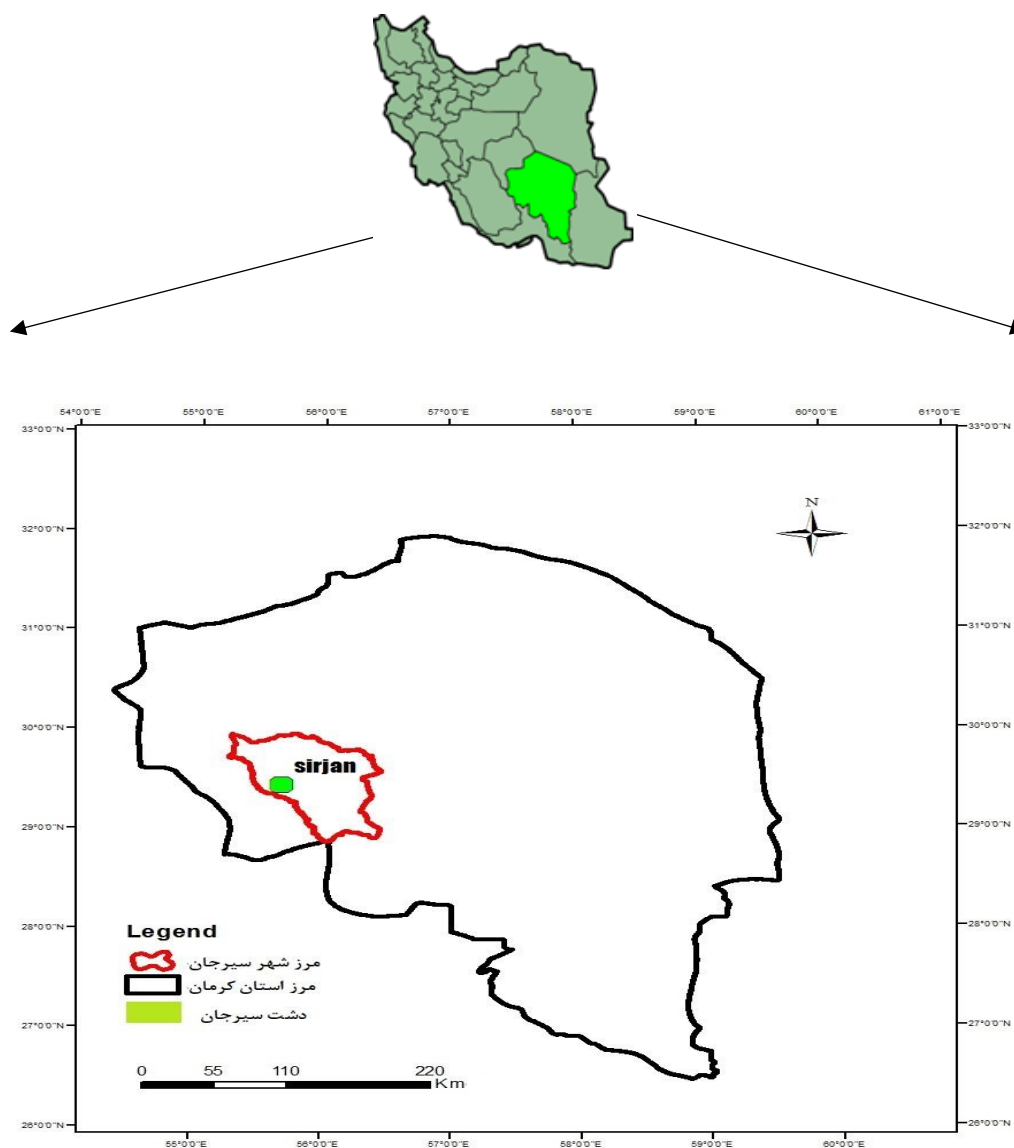 54°0'0"E 55°0'0"E 56°0'0"E 57°0'0"E 58°0'0"E 59°0'0"E 60°0'0"E 61°0'0"E
33°0'0"N 33°0'0"N
N
32°0'0"N 32°0'0"N
31°0'0"N 31°0'0"N
30°0'0"N 30°0'0"N
sirjan
29°0'0"N 29°0'0"N
28°0'0"N 28°0'0"N
Legend
مرز شهر سیرجان
مرز استان کرمان
دشت سیرجان
27°0'0"N 27°0'0"N
0 55 110 220
Km
26°0'0"N 26°0'0"N
55°0'0"E 56°0'0"E 57°0'0"E 58°0'0"E 59°0'0"E 60°0'0"E